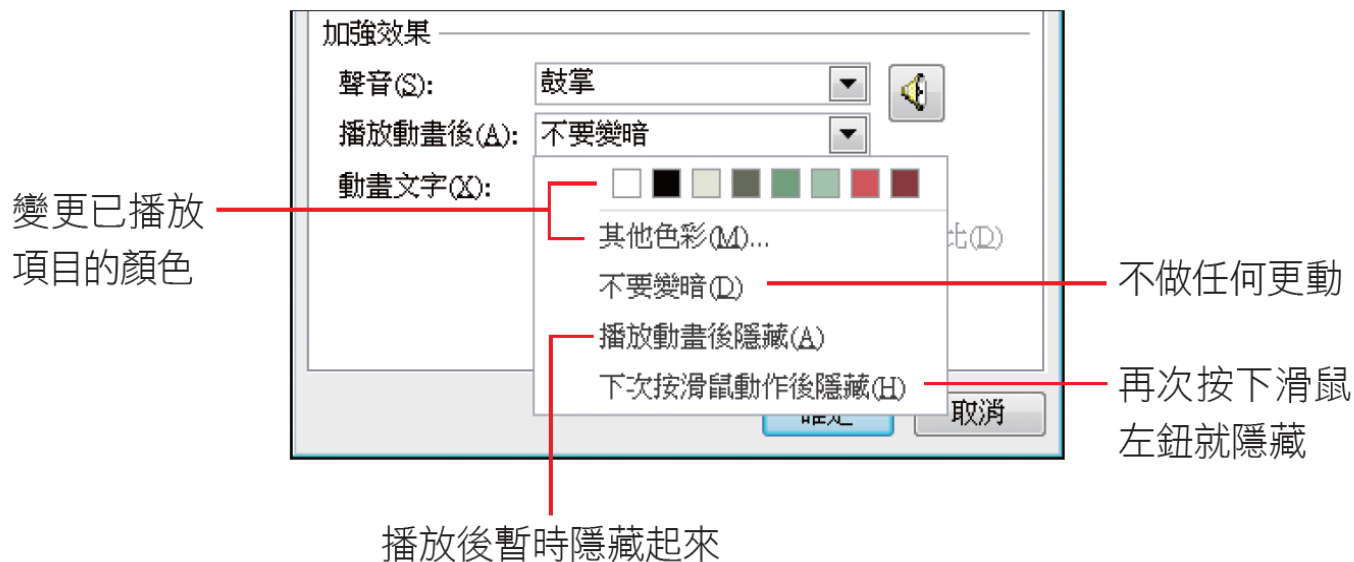 加強效果
聲音(S):
鼓掌
播放動畫後(A):
不要變暗
動畫文字(X):
變更已播放
項目的顏色
其他色彩(M)...
比(D)
不要變暗(D)
不做任何更動
播放動畫後隱藏(A)
下次按滑鼠動作後隱藏(H)
再次按下滑鼠
左鈕就隱藏
取消
播放後暫時隱藏起來